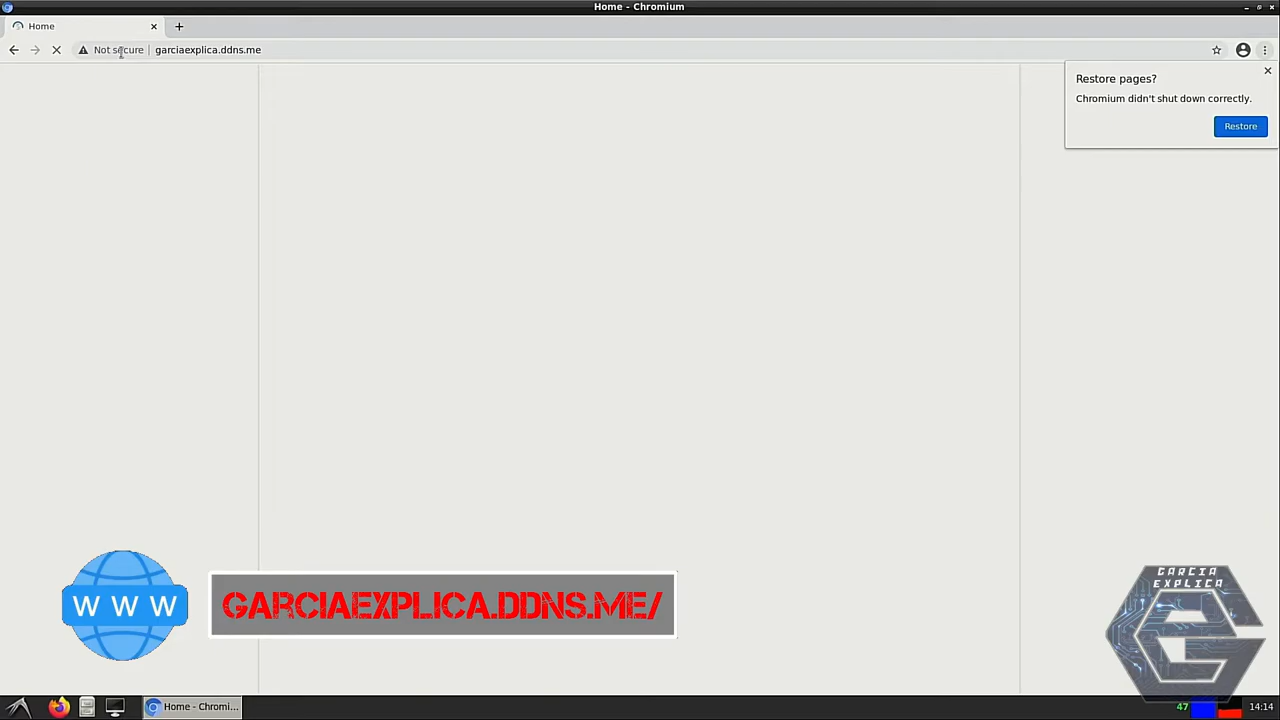 Home - Chromium
Home
Not secure
garciaexplica.ddns.me
Restore pages?
Chromium didn't shut down correctly.
Restore
WWW
GARCIAEXPLICA.DDNS.ME/
GARCIA
EXPLICA
Home - Chromi...
47
14:14